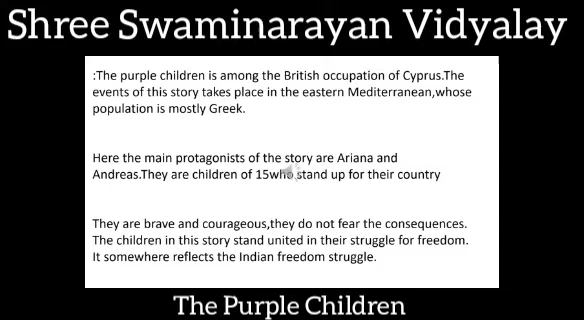 Shree Swaminarayan Vidyalay
:The purple children is among the British occupation of Cyprus.The
events of this story takes place in the eastern Mediterranean,whose
population is mostly Greek.
Here the main protagonists of the story are Ariana and
Andreas.They are children of 15who stand up for their country
They are brave and courageous,they do not fear the consequences.
The children in this story stand united in their struggle for freedom.
It somewhere reflects the Indian freedom struggle.
The Purple Children